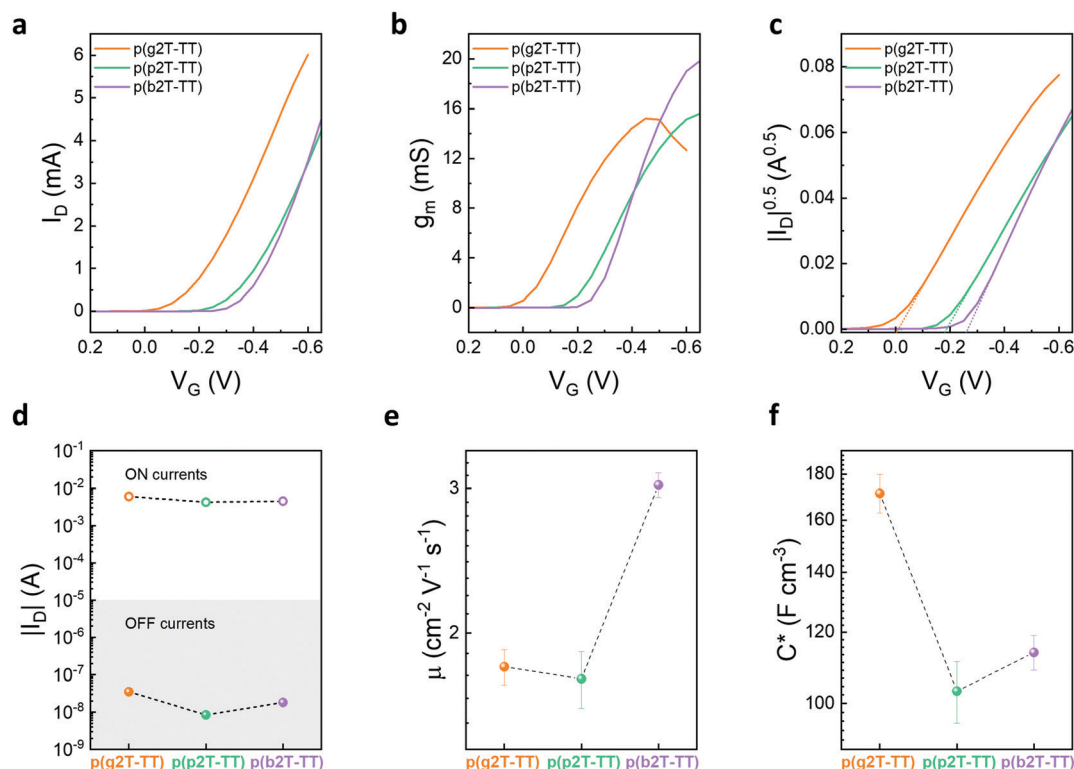 a
p(g2T-TT)
p(p2T-TT)
p(b2T-TT)
6
5
4
3
2
1
0
I_D (mA)
0.2 0.0 -0.2 -0.4 -0.6
V_G (V)
b
p(g2T-TT)
p(p2T-TT)
p(b2T-TT)
20
16
12
8
4
0
g_m (mS)
0.2 0.0 -0.2 -0.4 -0.6
V_G (V)
c
p(g2T-TT)
p(p2T-TT)
p(b2T-TT)
0.08
0.06
0.04
0.02
0.00
|I_D|^0.5 (A^0.5)
0.2 0.0 -0.2 -0.4 -0.6
V_G (V)
d
10^-1
10^-2
10^-3
10^-4
10^-5
10^-6
10^-7
10^-8
10^-9
|I_D| (A)
ON currents
OFF currents
p(g2T-TT) p(p2T-TT) p(b2T-TT)
e
3
2
μ (cm^-2 V^-1 s^-1)
p(g2T-TT) p(p2T-TT) p(b2T-TT)
f
180
160
140
120
100
C* (F cm^-3)
p(g2T-TT) p(p2T-TT) p(b2T-TT)